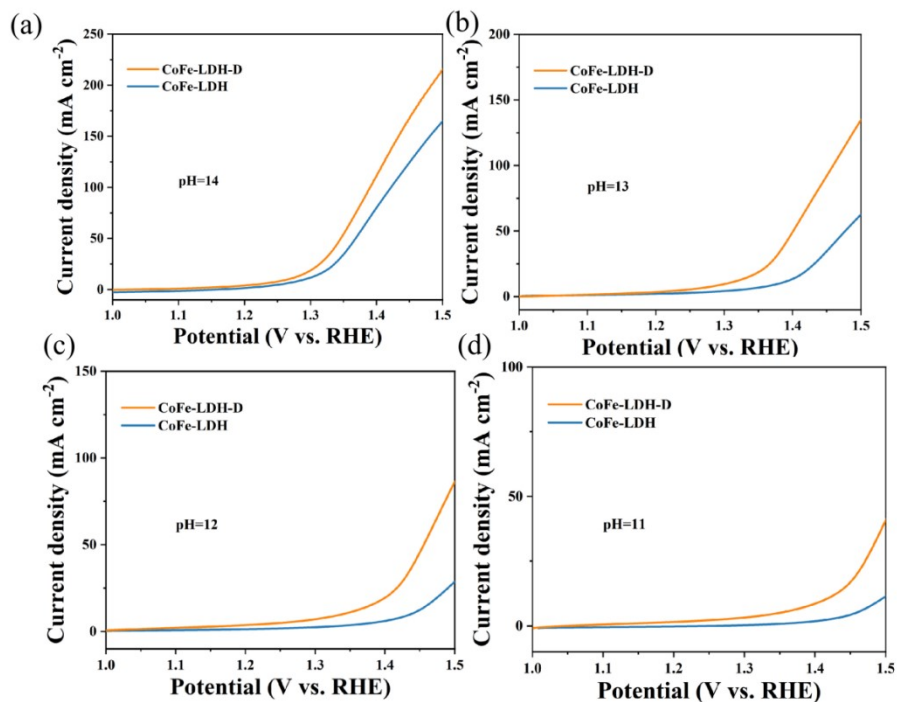 (a)
250
200
150
100
50
0
Current density (mA cm-2)
CoFe-LDH-D
CoFe-LDH
pH=14
1.0 1.1 1.2 1.3 1.4 1.5
Potential (V vs. RHE)
(b)
200
150
100
50
0
Current density (mA cm-2)
CoFe-LDH-D
CoFe-LDH
pH=13
1.0 1.1 1.2 1.3 1.4 1.5
Potential (V vs. RHE)
(c)
150
100
50
25
0
Current density (mA cm-2)
CoFe-LDH-D
CoFe-LDH
pH=12
1.0 1.1 1.2 1.3 1.4 1.5
Potential (V vs. RHE)
(d)
100
50
0
Current density (mA cm-2)
CoFe-LDH-D
CoFe-LDH
pH=11
1.0 1.1 1.2 1.3 1.4 1.5
Potential (V vs. RHE)